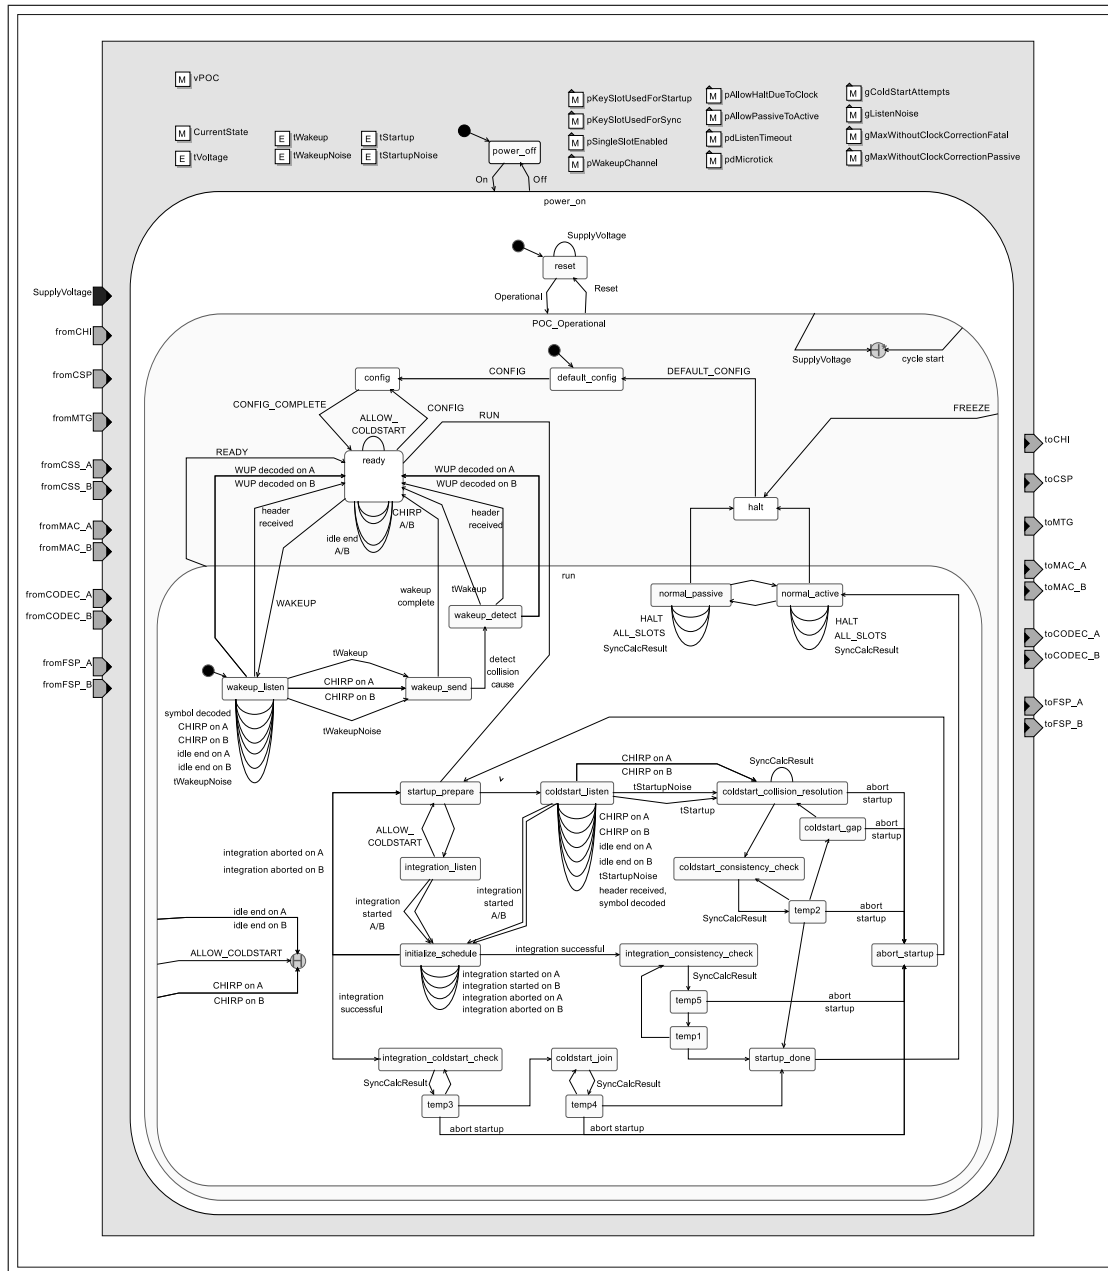 M vPOC
M CurrentState
E tVoltage
E tWakeup
E tWakeupNoise
E tStartup
E tStartupNoise
M pKeySlotUsedForStartup
M pKeySlotUsedForSync
M pSingleSlotEnabled
M pWakeupChannel
M pAllowHaltDueToClock
M pAllowPassiveToActive
M pdListenTimeout
M pdMicrotick
M gColdStartAttempts
M gListenNoise
M gMaxWithoutClockCorrectionFatal
M gMaxWithoutClockCorrectionPassive
power_off
On
Off
power_on
SupplyVoltage
reset
Operational
Reset
POC_Operational
SupplyVoltage
cycle start
SupplyVoltage
fromCHI
fromCSP
fromMTG
fromCSS_A
fromCSS_B
fromMAC_A
fromMAC_B
fromCODEC_A
fromCODEC_B
fromFSP_A
fromFSP_B
toCHI
toCSP
toMTG
toMAC_A
toMAC_B
toCODEC_A
toCODEC_B
toFSP_A
toFSP_B
config
CONFIG
default_config
DEFAULT_CONFIG
CONFIG_COMPLETE
CONFIG
RUN
FREEZE
ALLOW_
COLDSTART
READY
ready
WUP decoded on A
WUP decoded on B
WUP decoded on A
WUP decoded on B
header
received
CHIRP
A/B
header
received
idle end
A/B
halt
run
WAKEUP
wakeup
complete
tWakeup
wakeup_detect
normal_passive
normal_active
HALT
ALL_SLOTS
SyncCalcResult
HALT
ALL_SLOTS
SyncCalcResult
detect
collision
cause
tWakeup
wakeup_listen
CHIRP on A
CHIRP on B
wakeup_send
tWakeupNoise
symbol decoded
CHIRP on A
CHIRP on B
idle end on A
idle end on B
tWakeupNoise
CHIRP on A
CHIRP on B
SyncCalcResult
startup_prepare
coldstart_listen
tStartupNoise
tStartup
coldstart_collision_resolution
abort
startup
coldstart_gap
abort
startup
ALLOW_
COLDSTART
CHIRP on A
CHIRP on B
idle end on A
idle end on B
tStartupNoise
header received,
symbol decoded
integration aborted on A
integration aborted on B
integration_listen
coldstart_consistency_check
integration
started
A/B
integration
started
A/B
SyncCalcResult
temp2
abort
startup
idle end on A
idle end on B
ALLOW_COLDSTART
CHIRP on A
CHIRP on B
initialize_schedule
integration successful
integration_consistency_check
abort_startup
integration started on A
integration started on B
integration aborted on A
integration aborted on B
SyncCalcResult
temp5
abort
startup
integration
successful
temp1
integration_coldstart_check
coldstart_join
startup_done
SyncCalcResult
SyncCalcResult
temp3
temp4
abort startup
abort startup